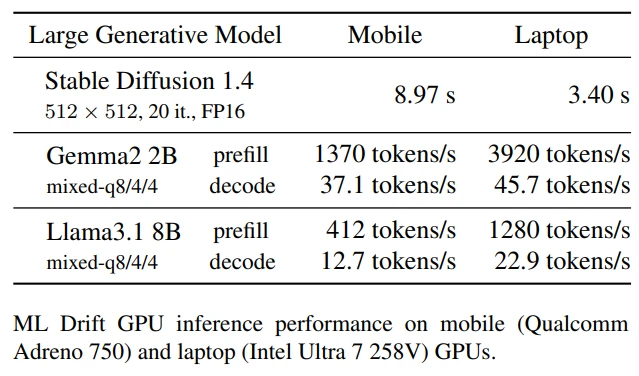 Large Generative Model Mobile Laptop
Stable Diffusion 1.4
512 × 512, 20 it., FP16 8.97 s 3.40 s
Gemma2 2B prefill 1370 tokens/s 3920 tokens/s
mixed-q8/4/4 decode 37.1 tokens/s 45.7 tokens/s
Llama3.1 8B prefill 412 tokens/s 1280 tokens/s
mixed-q8/4/4 decode 12.7 tokens/s 22.9 tokens/s
ML Drift GPU inference performance on mobile (Qualcomm
Adreno 750) and laptop (Intel Ultra 7 258V) GPUs.